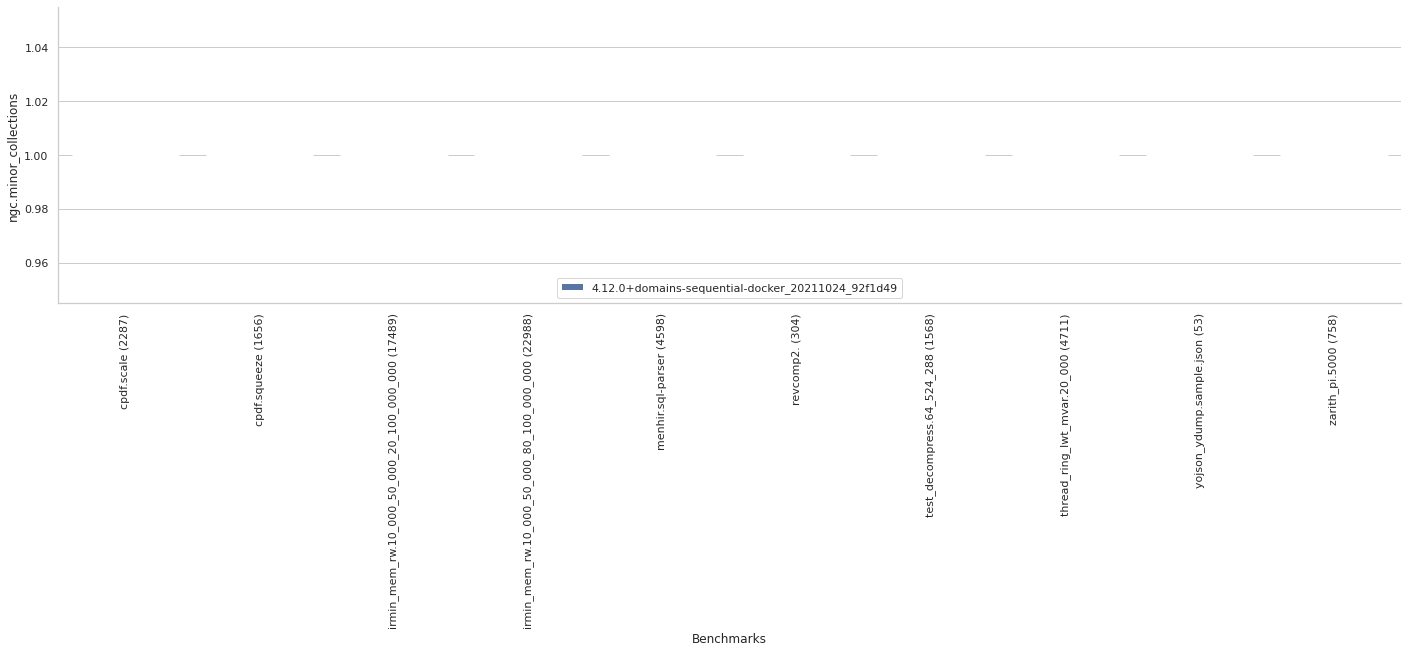 1.04
1.02
1.00
0.98
0.96
ngc.minor_collections
4.12.0+domains-sequential-docker_20211024_92f1d49
cpdf.scale (2287)
cpdf.squeeze (1656)
irmin_mem_rw.10_000_50_000_20_100_000_000 (17489)
irmin_mem_rw.10_000_50_000_80_100_000_000 (22988)
menhir.sql-parser (4598)
revcomp2. (304)
test_decompress.64_524_288 (1568)
thread_ring_lwt_mvar.20_000 (4711)
yojson_ydump.sample.json (53)
zarith_pi.5000 (758)
Benchmarks